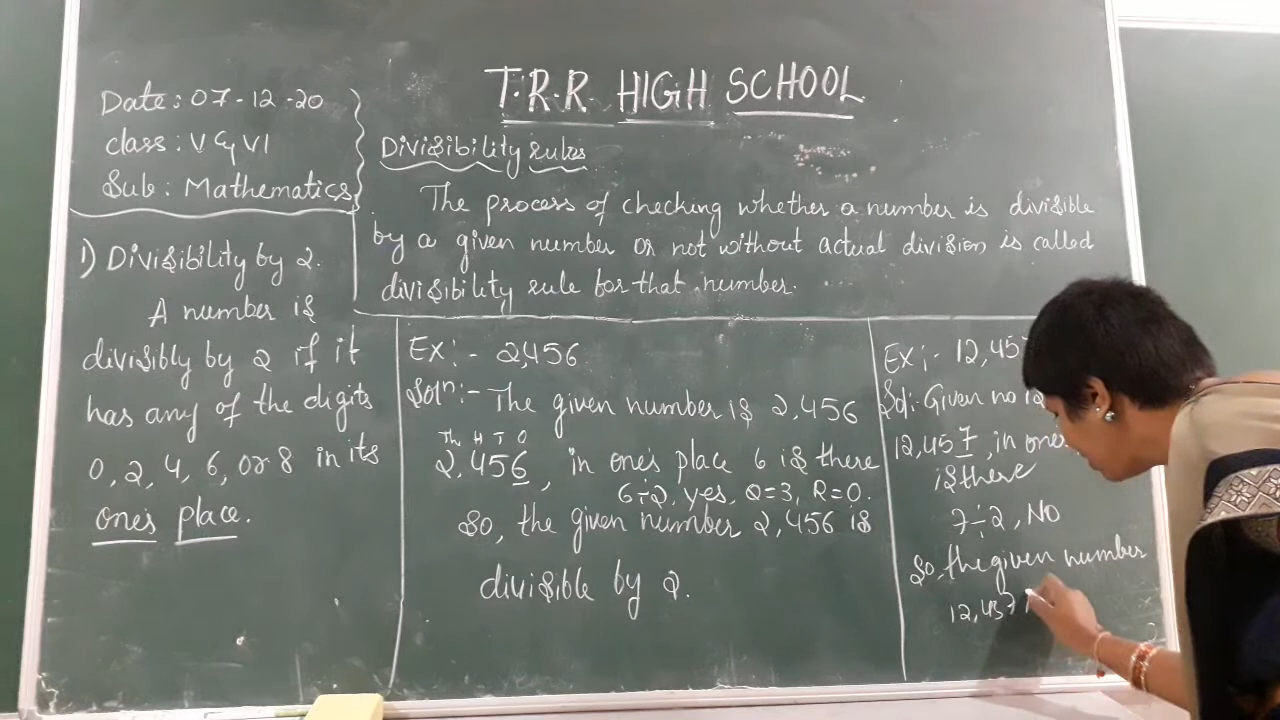 T.R.R. HIGH SCHOOL
Date: 07-12-20
class: V & VI
Sub: Mathematics
Divisibility rules
The process of checking whether a number is divisible
by a given number or not without actual division is called
divisibility rule for that number.
1) Divisibility by 2.
A number is
divisibly by 2 if it
has any of the digits
0, 2, 4, 6, or 8 in its
one's place.
Ex:- 2,456
Soln:- The given number is 2,456
Th H T O
2,456, in one's place 6 is there
6÷2, yes, Q=3, R=0.
So, the given number 2,456 is
divisible by 2.
Ex:- 12,457
Sol:- Given no is
12,457, in one
is there
7÷2, NO
So, the given number
12,457